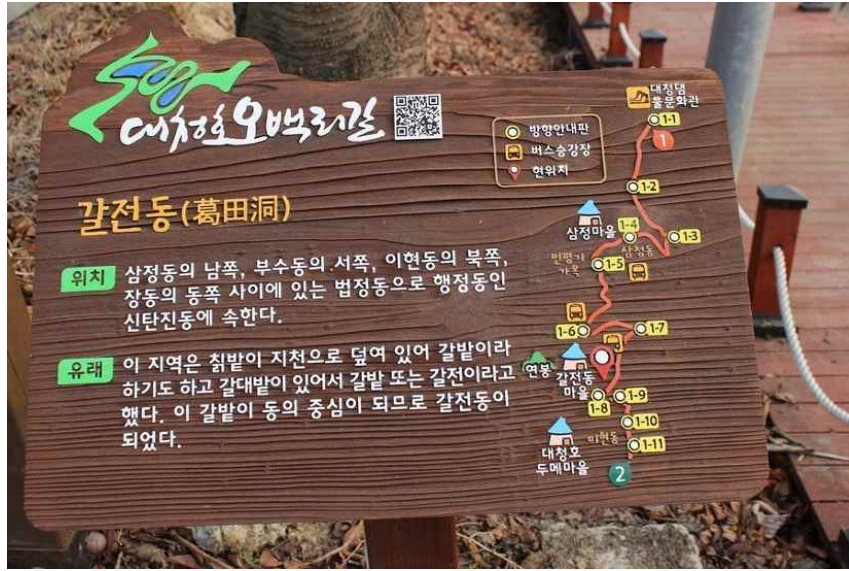 대청호오백리길
갈전동(葛田洞)
위치
삼정동의 남쪽, 부수동의 서쪽, 이현동의 북쪽,
장동의 동쪽 사이에 있는 법정동으로 행정동인
신탄진동에 속한다.
유래
이 지역은 칡밭이 지천으로 덮여 있어 갈밭이라
하기도 하고 갈대밭이 있어서 갈밭 또는 갈전이라고
했다. 이 갈밭이 동의 중심이 되므로 갈전동이
되었다.
방향안내판
버스승강장
현위치
대청댐
물문화관
1-1
1
1-2
삼정마을
1-4
1-3
삼정동
민평기
가옥
1-5
1-6
1-7
연봉
갈전동
마을
1-8
1-9
1-10
이현동
1-11
대청호
두메마을
2